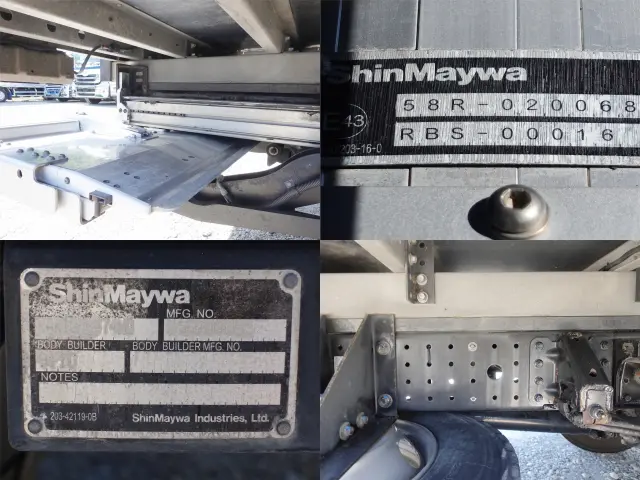 ShinMaywa
E43
58R-020068
RBS-00016
203-16-0
ShinMaywa
MFG. NO.
BODY BUILDER
BODY BUILDER MFG. NO.
NOTES
203-42119-0B
ShinMaywa Industries, Ltd.